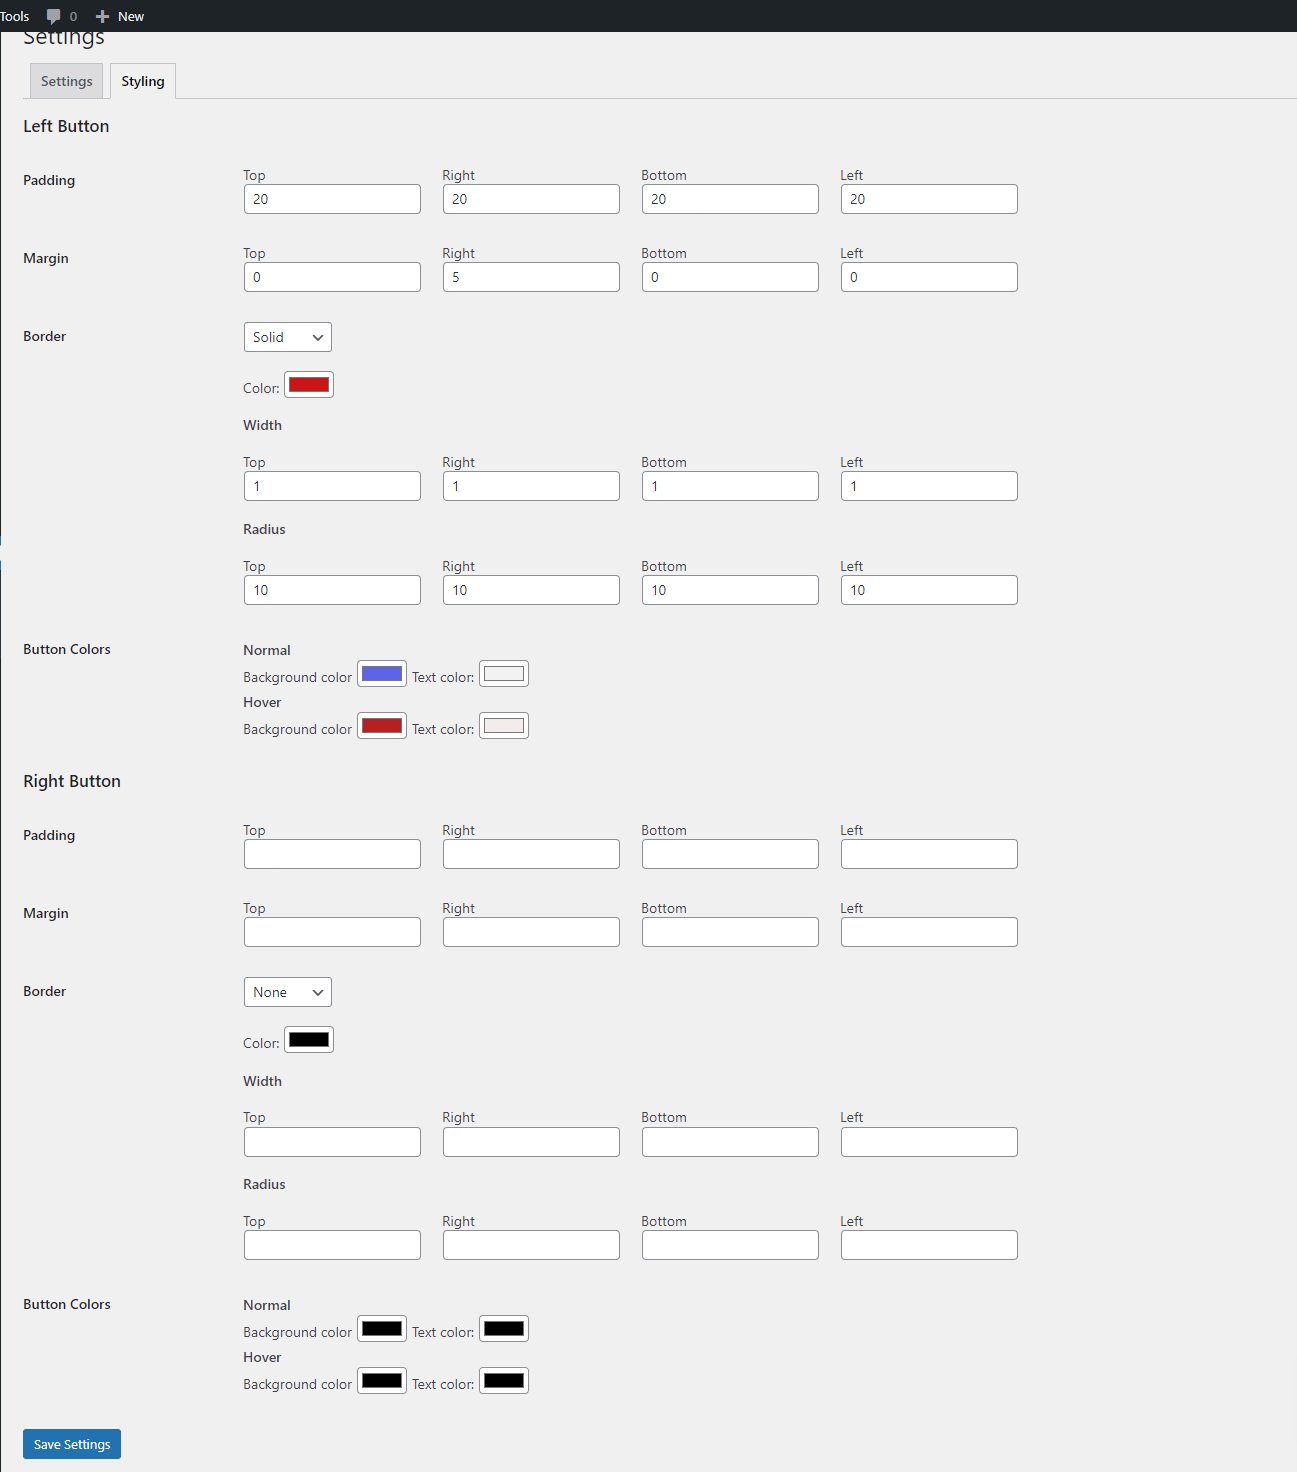 Tools 0 New
Settings
Settings Styling
Left Button
Padding
Top Right Bottom Left
20 20 20 20
Margin
Top Right Bottom Left
0 5 0 0
Border
Solid
Color:
Width
Top Right Bottom Left
1 1 1 1
Radius
Top Right Bottom Left
10 10 10 10
Button Colors
Normal
Background color Text color:
Hover
Background color Text color:
Right Button
Padding
Top Right Bottom Left
Margin
Top Right Bottom Left
Border
None
Color:
Width
Top Right Bottom Left
Radius
Top Right Bottom Left
Button Colors
Normal
Background color Text color:
Hover
Background color Text color:
Save Settings